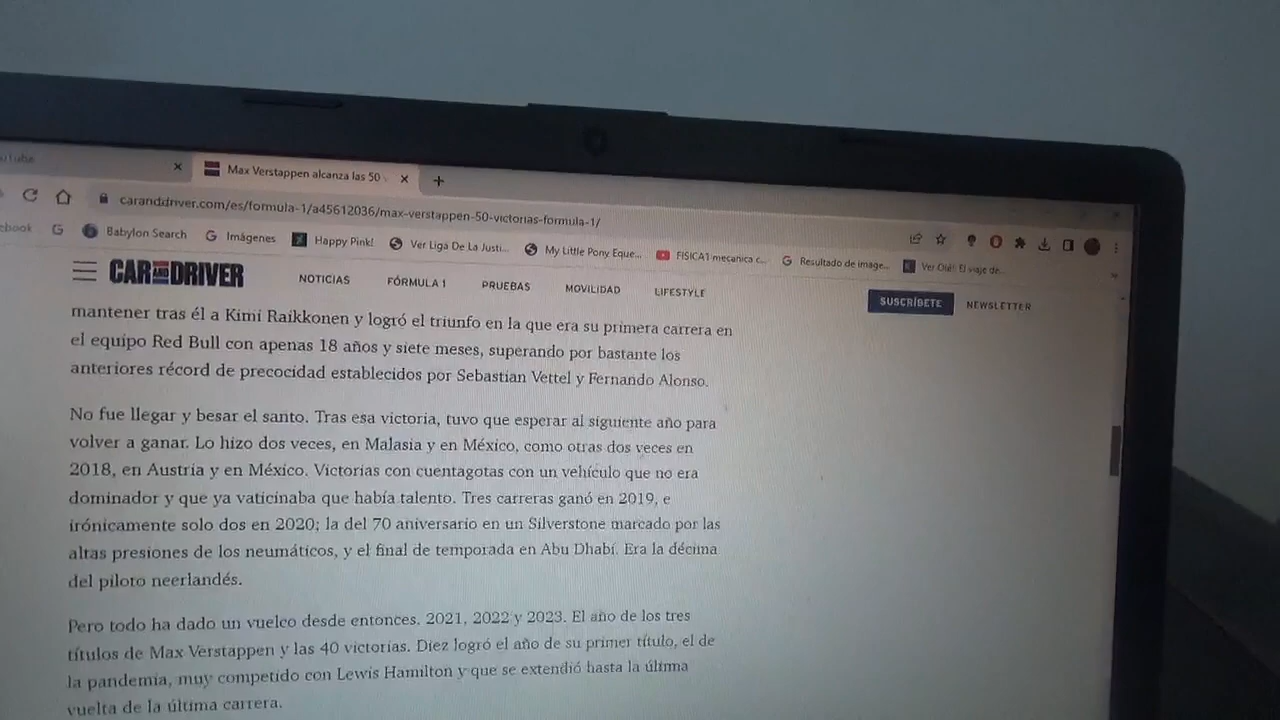 Max Verstappen alcanza las 50
caranddriver.com/es/formula-1/a45612036/max-verstappen-50-victorias-formula-1/
Babylon Search Imágenes Happy Pink! Ver Liga De La Justi... My Little Pony Eque... FISICA1 mecanica c... Resultado de image... Ver Olé! El viaje de...
CAR AND DRIVER NOTICIAS FÓRMULA 1 PRUEBAS MOVILIDAD LIFESTYLE SUSCRÍBETE NEWSLETTER
mantener tras él a Kimi Raikkonen y logró el triunfo en la que era su primera carrera en
el equipo Red Bull con apenas 18 años y siete meses, superando por bastante los
anteriores récord de precocidad establecidos por Sebastian Vettel y Fernando Alonso.
No fue llegar y besar el santo. Tras esa victoria, tuvo que esperar al siguiente año para
volver a ganar. Lo hizo dos veces, en Malasia y en México, como otras dos veces en
2018, en Austria y en México. Victorias con cuentagotas con un vehículo que no era
dominador y que ya vaticinaba que había talento. Tres carreras ganó en 2019, e
irónicamente solo dos en 2020; la del 70 aniversario en un Silverstone marcado por las
altas presiones de los neumáticos, y el final de temporada en Abu Dhabi. Era la décima
del piloto neerlandés.
Pero todo ha dado un vuelco desde entonces. 2021, 2022 y 2023. El año de los tres
títulos de Max Verstappen y las 40 victorias. Diez logró el año de su primer título, el de
la pandemia, muy competido con Lewis Hamilton y que se extendió hasta la última
vuelta de la última carrera.